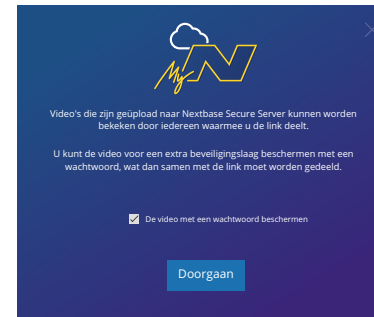 My N
Video's die zijn geüpload naar Nextbase Secure Server kunnen worden
bekeken door iedereen waarmee u de link deelt.
U kunt de video voor een extra beveiligingslaag beschermen met een
wachtwoord, wat dan samen met de link moet worden gedeeld.
De video met een wachtwoord beschermen
Doorgaan